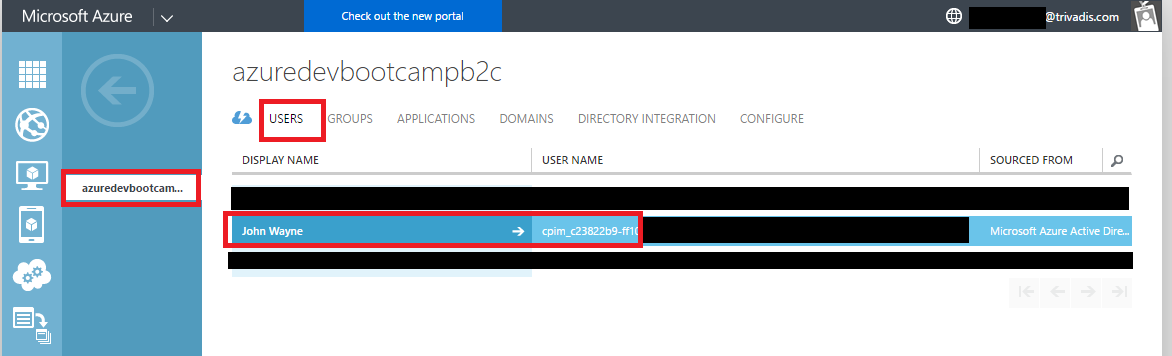 Microsoft Azure Check out the new portal @trivadis.com
azuredevbootcampb2c
USERS GROUPS APPLICATIONS DOMAINS DIRECTORY INTEGRATION CONFIGURE
DISPLAY NAME USER NAME SOURCED FROM
azuredevbootcam...
John Wayne cpim_c23822b9-ff10 Microsoft Azure Active Dire...